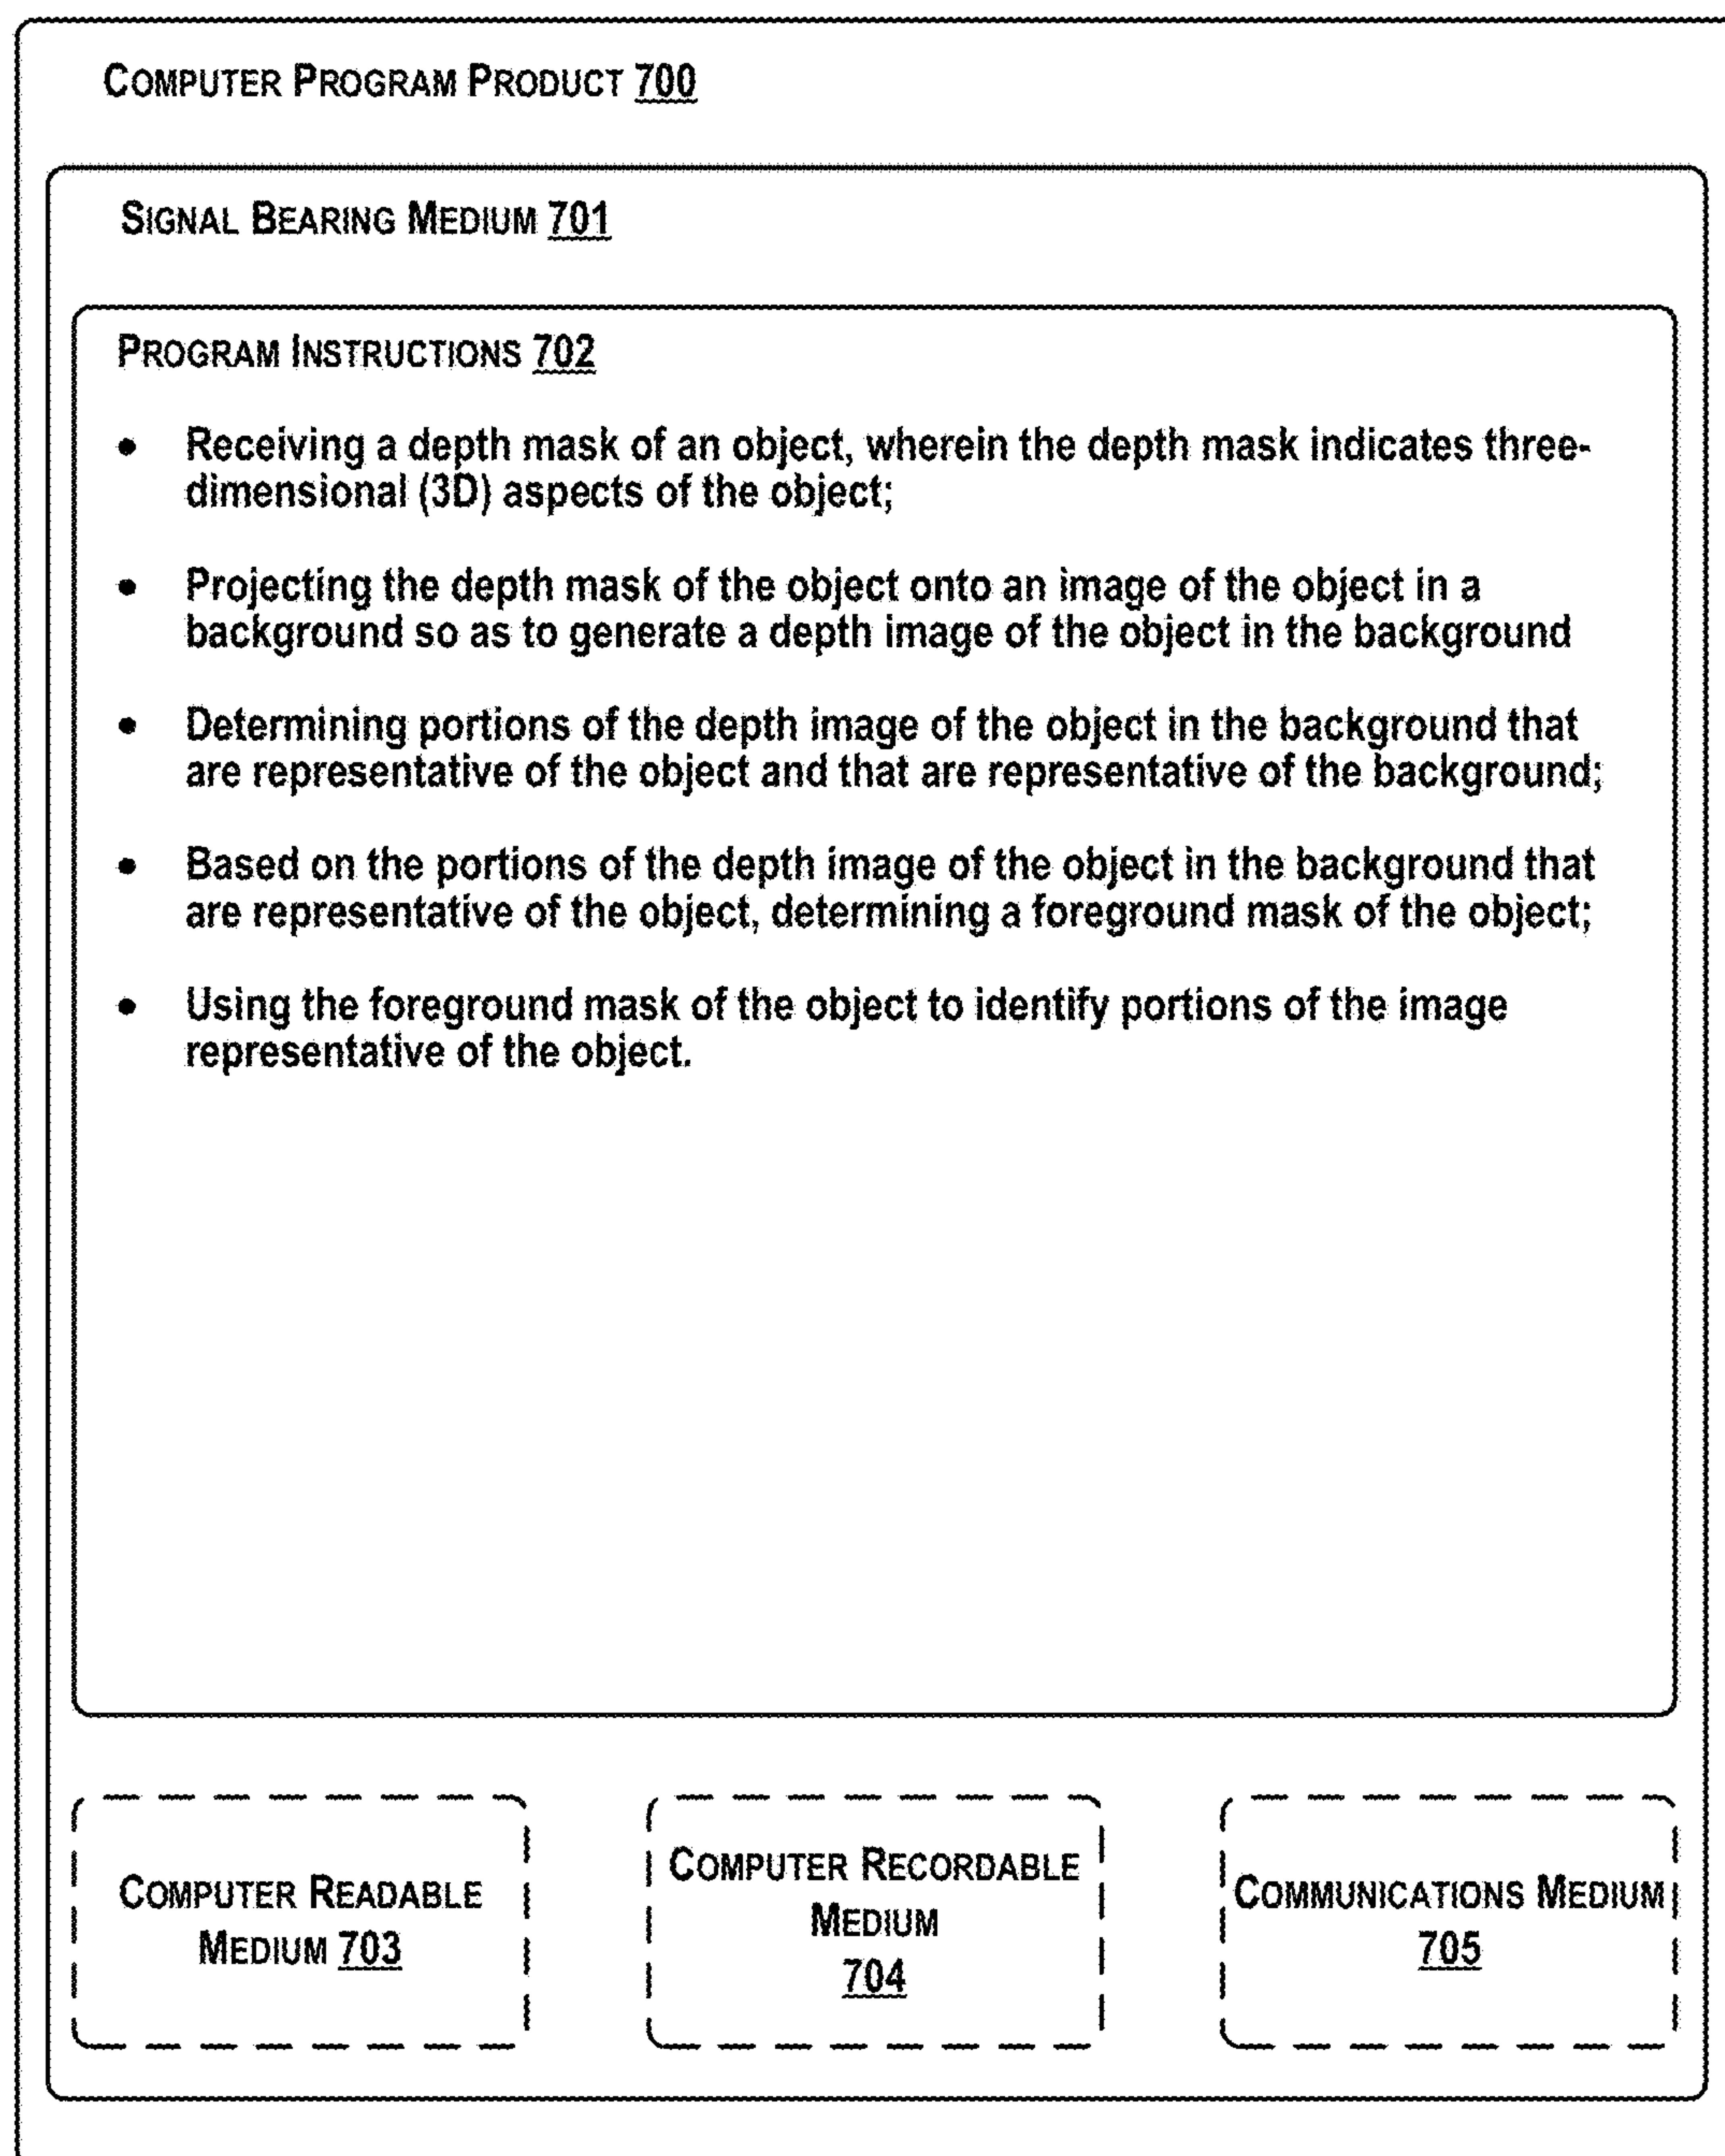 COMPUTER PROGRAM PRODUCT 700
SIGNAL BEARING MEDIUM 701
PROGRAM INSTRUCTIONS 702
• Receiving a depth mask of an object, wherein the depth mask indicates three-
dimensional (3D) aspects of the object;
• Projecting the depth mask of the object onto an image of the object in a
background so as to generate a depth image of the object in the background
• Determining portions of the depth image of the object in the background that
are representative of the object and that are representative of the background;
• Based on the portions of the depth image of the object in the background that
are representative of the object, determining a foreground mask of the object;
• Using the foreground mask of the object to identify portions of the image
representative of the object.
COMPUTER READABLE
MEDIUM 703
COMPUTER RECORDABLE
MEDIUM
704
COMMUNICATIONS MEDIUM
705